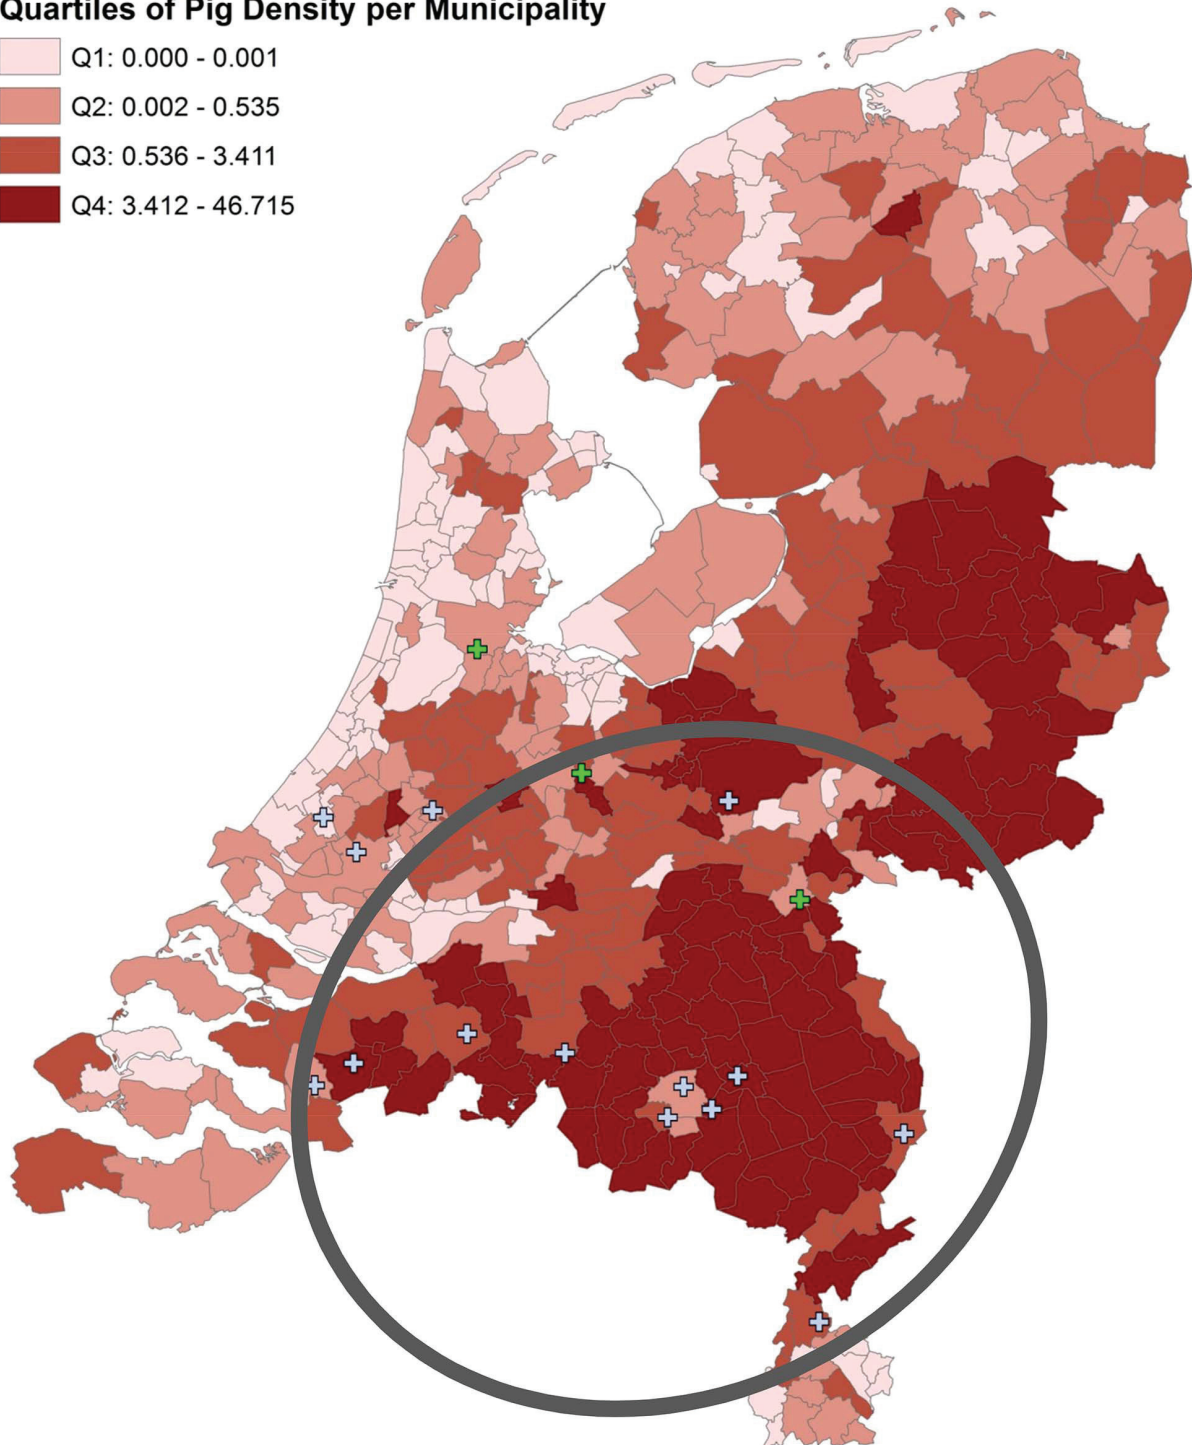 Quartiles of Pig Density per Municipality
Q1: 0.000 - 0.001
Q2: 0.002 - 0.535
Q3: 0.536 - 3.411
Q4: 3.412 - 46.715